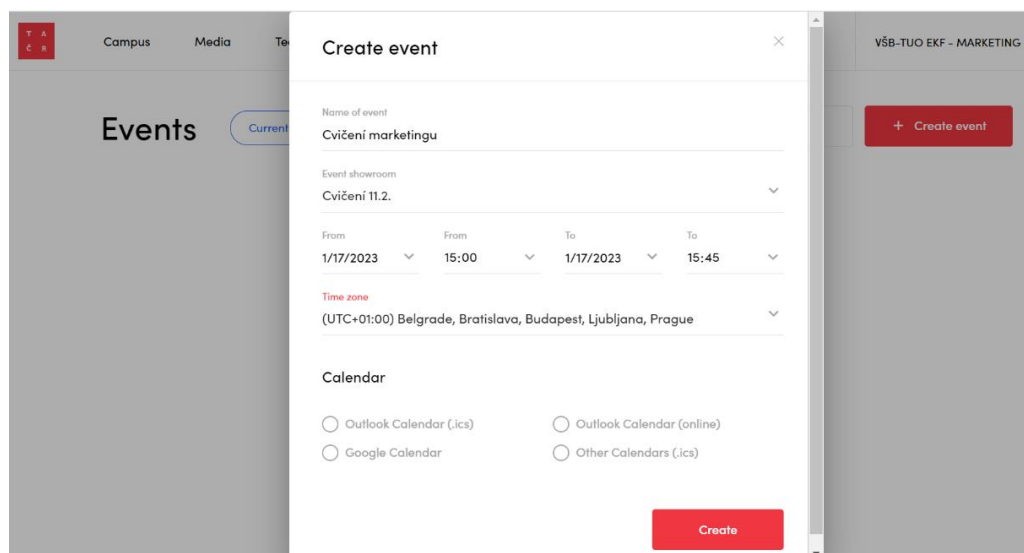 T A
Č R
Campus
Media
Create event
VŠB-TUO EKF - MARKETING
Events
Current
+ Create event
Name of event
Cvičení marketingu
Event showroom
Cvičení 11.2.
From From To To
1/17/2023 15:00 1/17/2023 15:45
Time zone
(UTC+01:00) Belgrade, Bratislava, Budapest, Ljubljana, Prague
Calendar
Outlook Calendar (.ics) Outlook Calendar (online)
Google Calendar Other Calendars (.ics)
Create